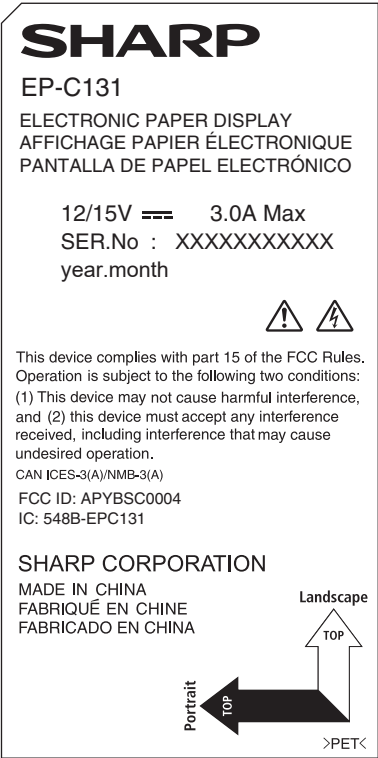 SHARP
EP-C131
ELECTRONIC PAPER DISPLAY
AFFICHAGE PAPIER ÉLECTRONIQUE
PANTALLA DE PAPEL ELECTRÓNICO
12/15V ⎓ 3.0A Max
SER.No : XXXXXXXXXXX
year.month
This device complies with part 15 of the FCC Rules.
Operation is subject to the following two conditions:
(1) This device may not cause harmful interference,
and (2) this device must accept any interference
received, including interference that may cause
undesired operation.
CAN ICES-3(A)/NMB-3(A)
FCC ID: APYBSC0004
IC: 548B-EPC131
SHARP CORPORATION
MADE IN CHINA
FABRIQUÉ EN CHINE
FABRICADO EN CHINA
Landscape
TOP
Portrait
TOP
>PET<